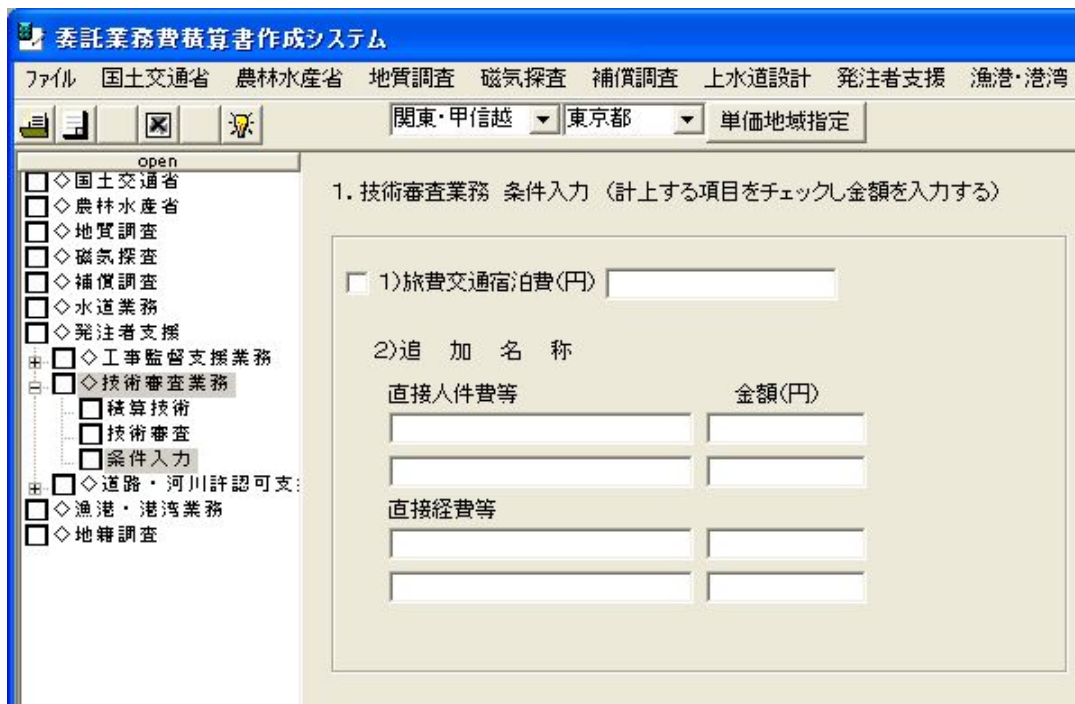 委託業務費積算書作成システム
ファイル 国土交通省 農林水産省 地質調査 磁気探査 補償調査 上水道設計 発注者支援 漁港・港湾
関東・甲信越 東京都 単価地域指定
open
◇国土交通省
◇農林水産省
◇地質調査
◇磁気探査
◇補償調査
◇水道業務
◇発注者支援
◇工事監督支援業務
◇技術審査業務
積算技術
技術審査
条件入力
◇道路・河川許認可支
◇漁港・港湾業務
◇地籍調査
1.技術審査業務 条件入力 (計上する項目をチェックし金額を入力する)
1)旅費交通宿泊費(円)
2)追 加 名 称
直接人件費等 金額(円)
直接経費等